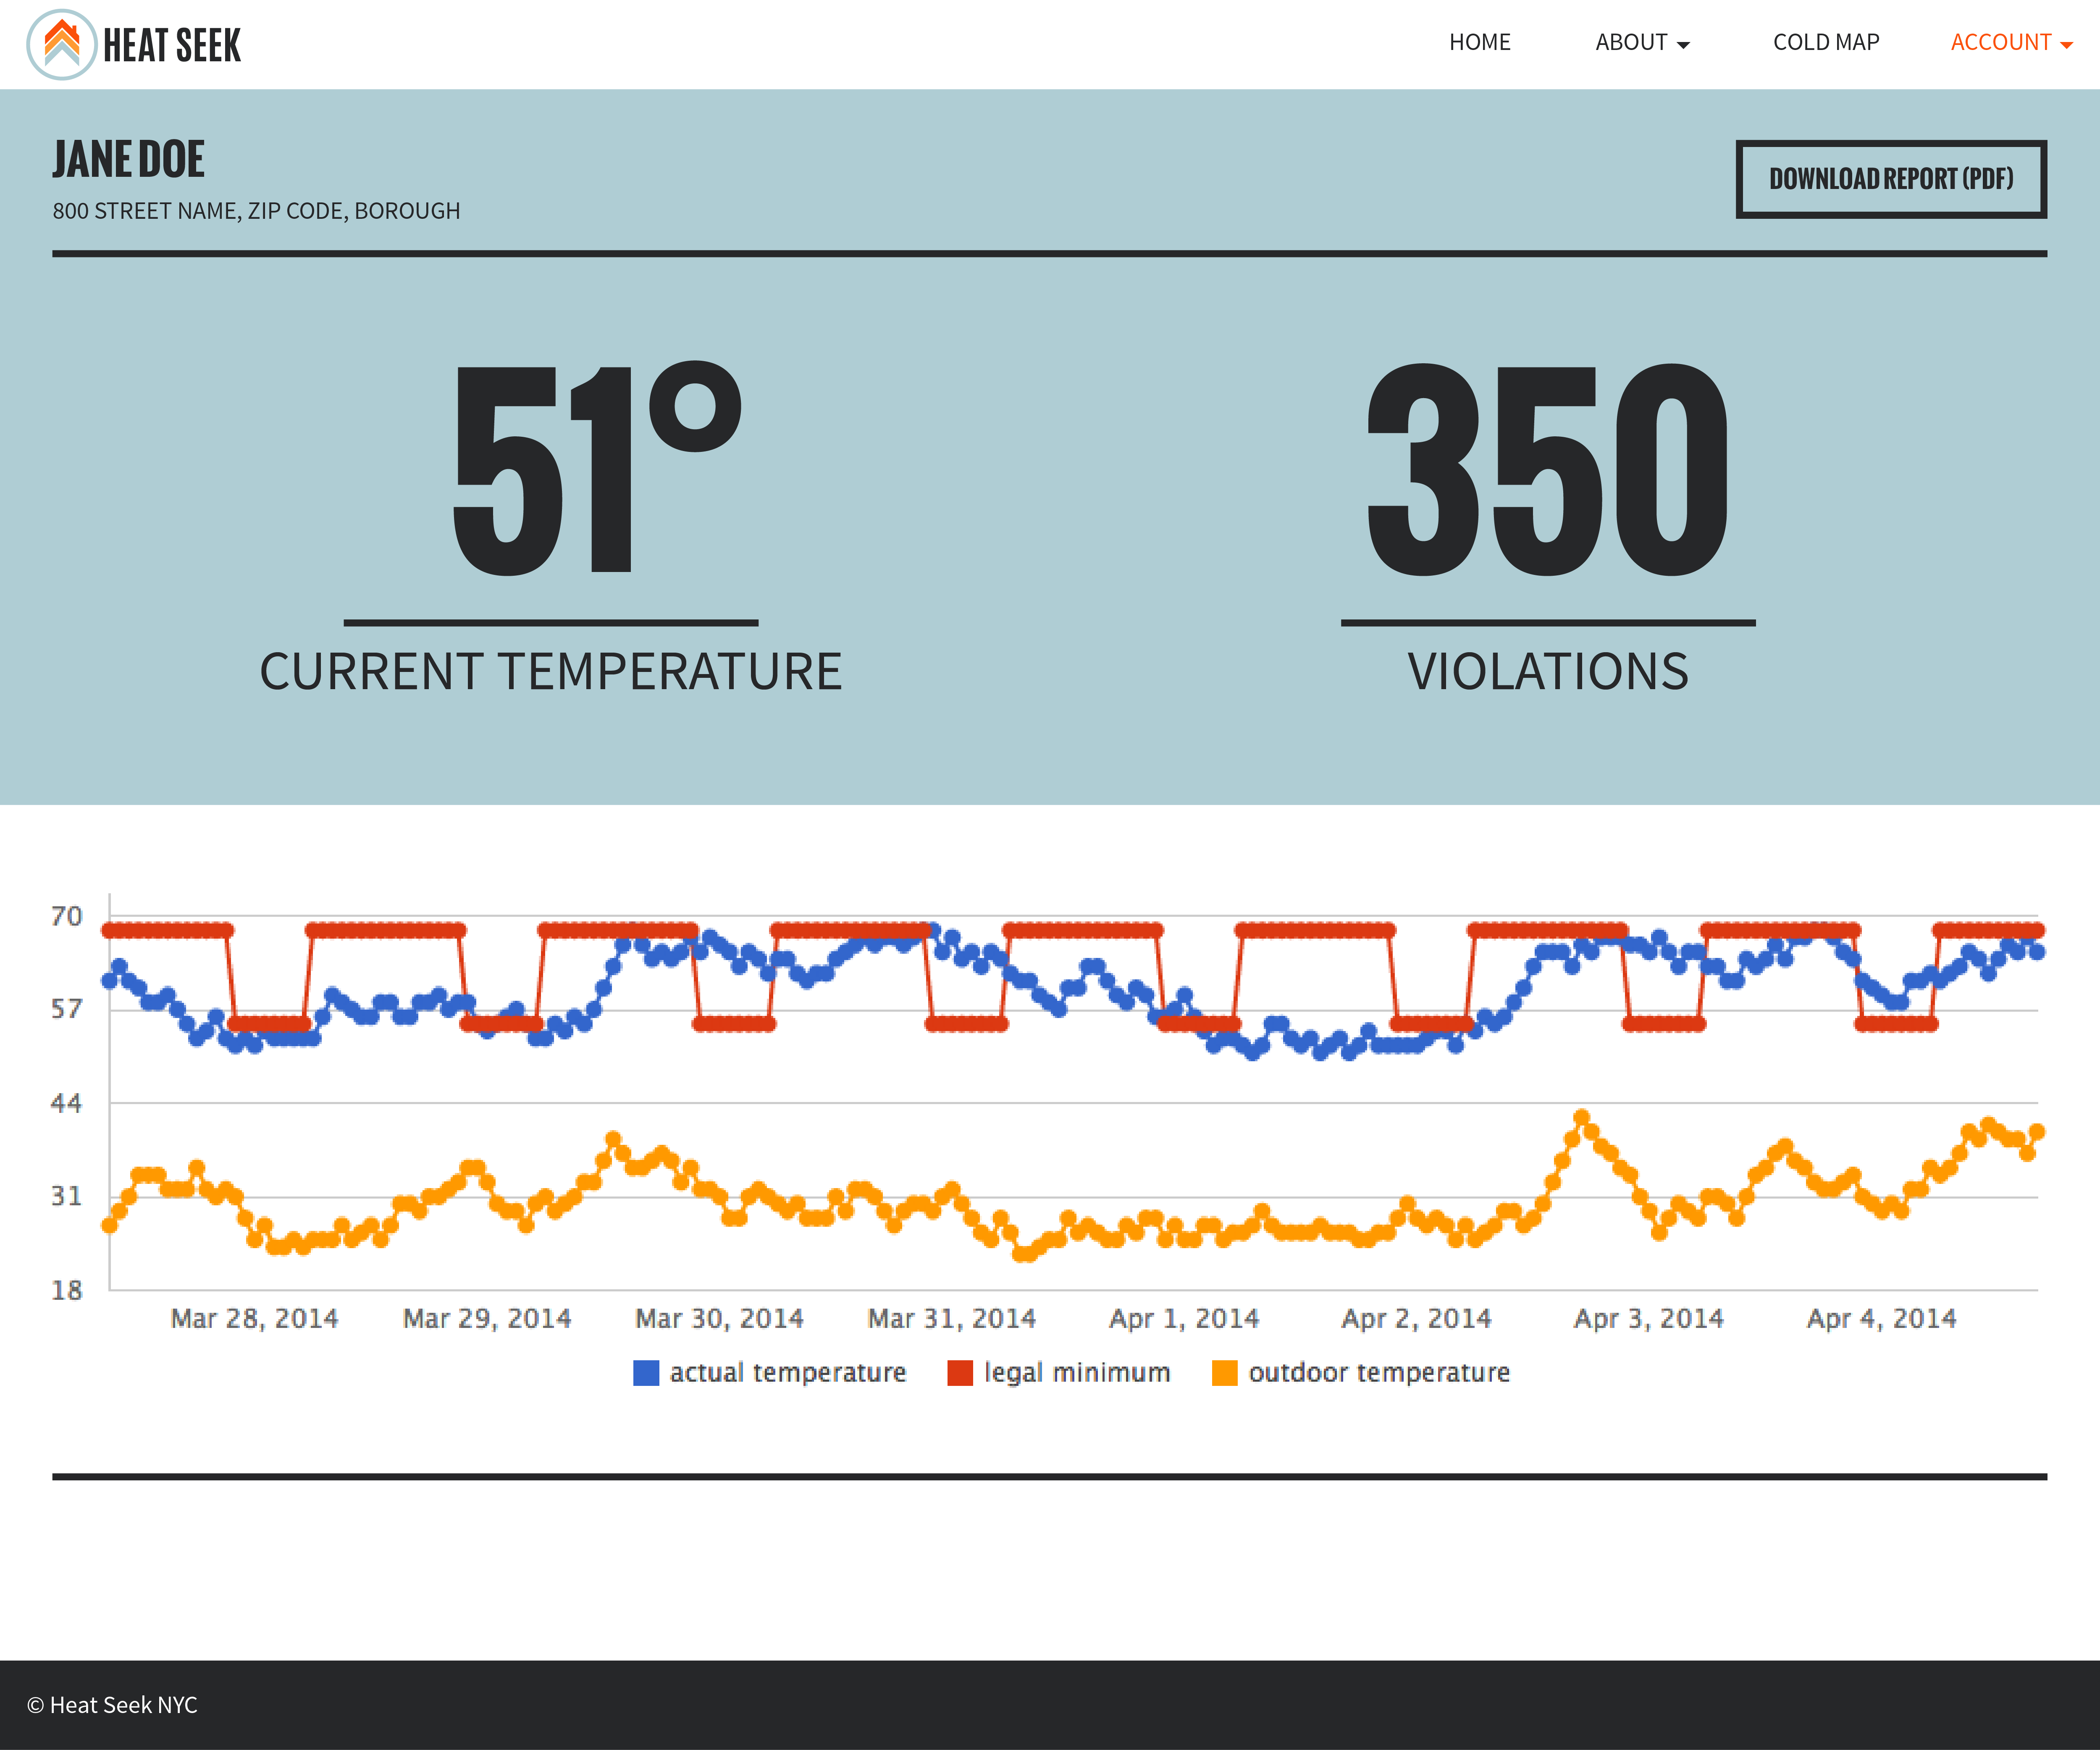 HEAT SEEK
HOME ABOUT COLD MAP ACCOUNT
JANE DOE
800 STREET NAME, ZIP CODE, BOROUGH
DOWNLOAD REPORT (PDF)
51° 350
CURRENT TEMPERATURE VIOLATIONS
70
57
44
31
18
Mar 28, 2014 Mar 29, 2014 Mar 30, 2014 Mar 31, 2014 Apr 1, 2014 Apr 2, 2014 Apr 3, 2014 Apr 4, 2014
actual temperature legal minimum outdoor temperature
© Heat Seek NYC